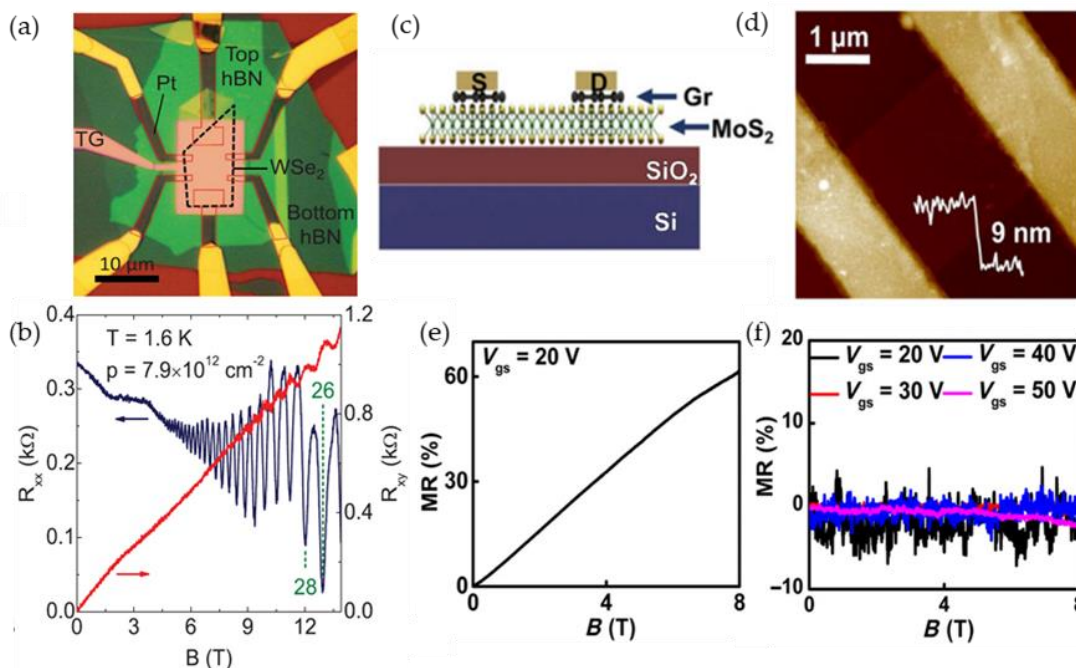 (a)
Top
hBN
Pt
TG
WSe₂
Bottom
hBN
10 µm
(c)
S
D
Gr
MoS₂
SiO₂
Si
(d)
1 µm
9 nm
(b)
T = 1.6 K
p = 7.9×10¹² cm⁻²
26
28
0.4
0.3
0.2
0.1
0.0
Rxx (kΩ)
1.2
0.8
0.4
0.0
Rxy (kΩ)
0 3 6 9 12
B (T)
(e)
Vgs = 20 V
60
30
0
MR (%)
0 4 8
B (T)
(f)
Vgs = 20 V Vgs = 40 V
Vgs = 30 V Vgs = 50 V
20
10
0
−10
MR (%)
0 4 8
B (T)